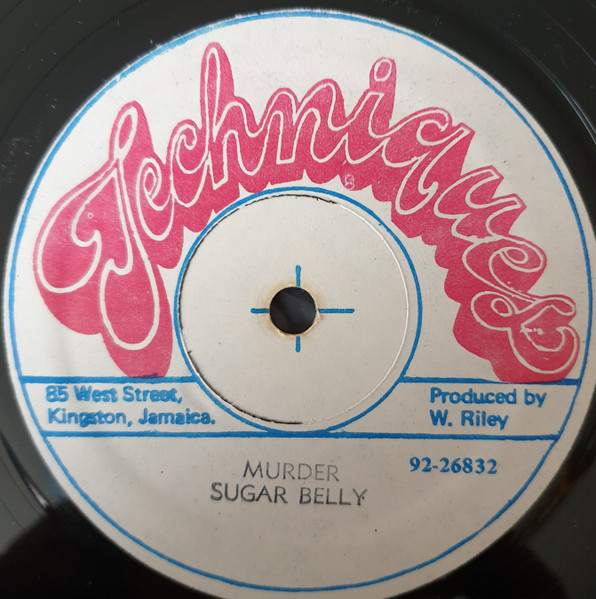 Techniques
85 West Street,
Kingston, Jamaica.
Produced by
W. Riley
MURDER
92-26832
SUGAR BELLY